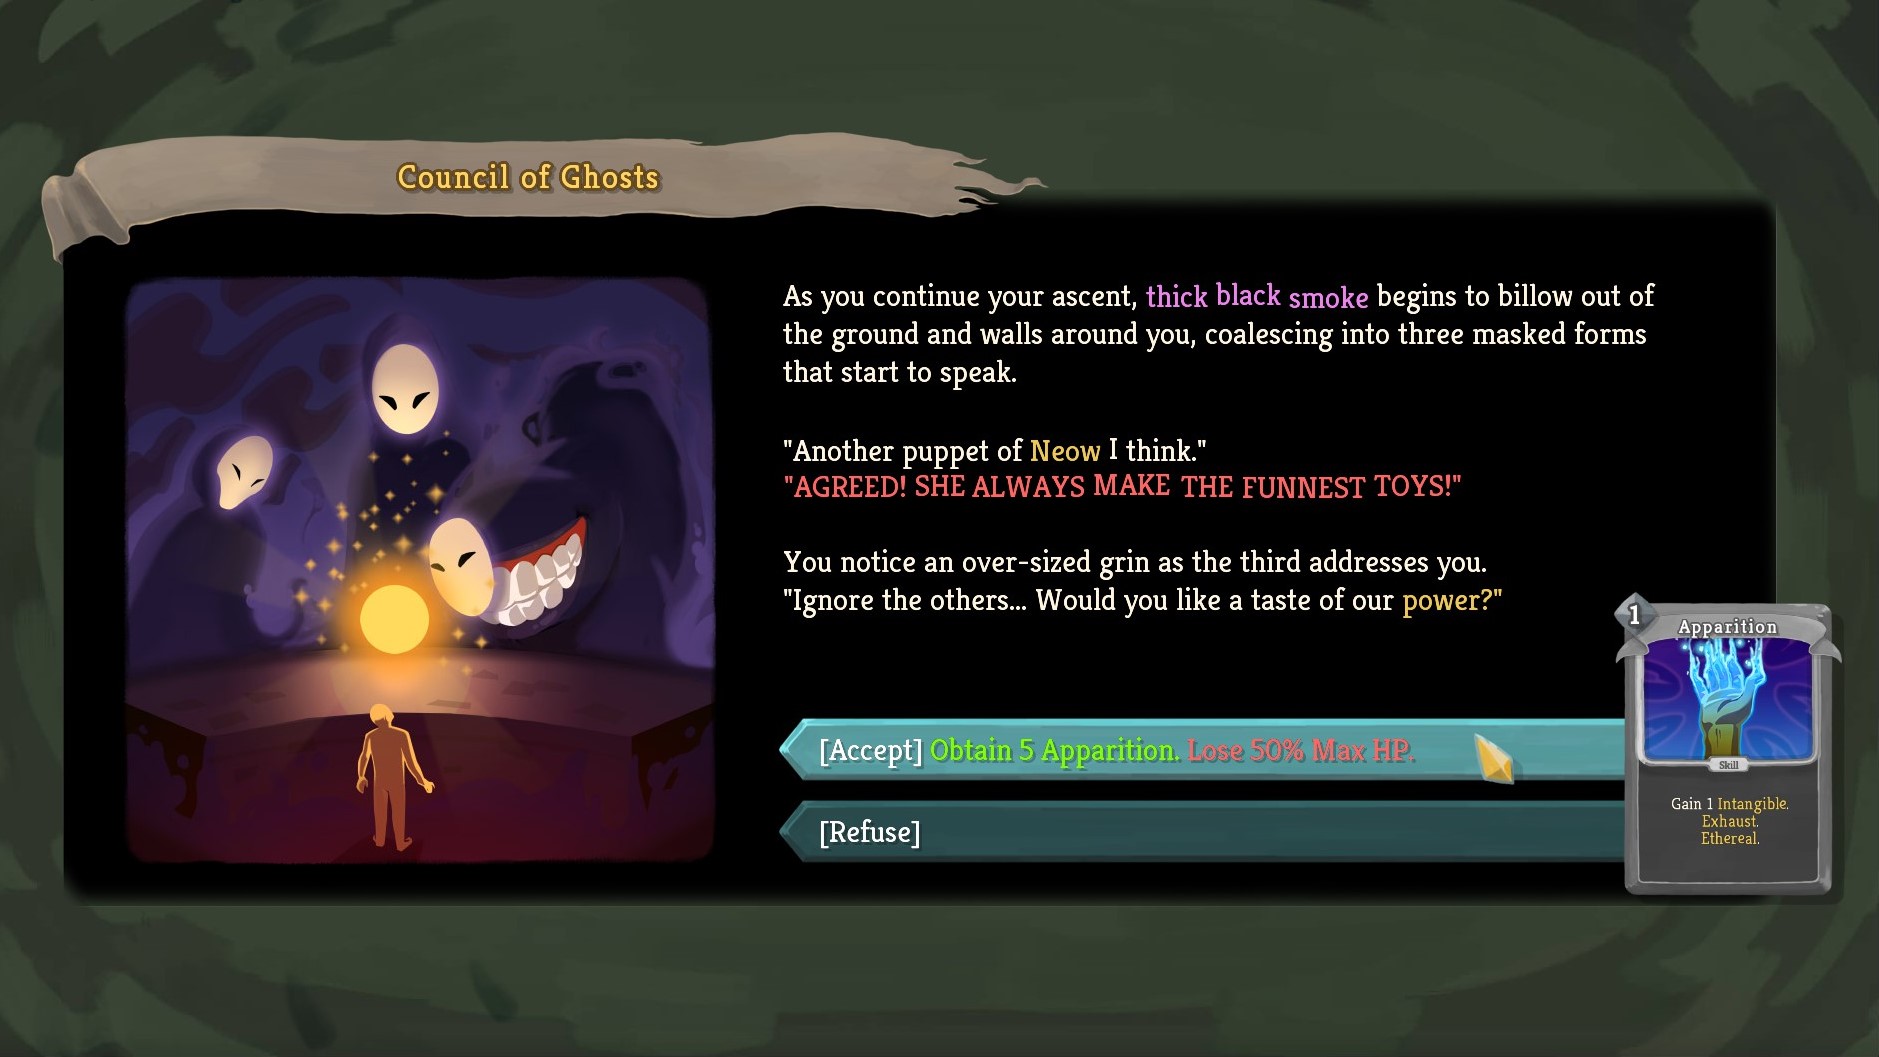 Council of Ghosts
As you continue your ascent, thick black smoke begins to billow out of
the ground and walls around you, coalescing into three masked forms
that start to speak.
"Another puppet of Neow I think."
"AGREED! SHE ALWAYS MAKE THE FUNNEST TOYS!"
You notice an over-sized grin as the third addresses you.
"Ignore the others... Would you like a taste of our power?"
[Accept] Obtain 5 Apparition. Lose 50% Max HP.
[Refuse]
1
Apparition
Skill
Gain 1 Intangible.
Exhaust.
Ethereal.